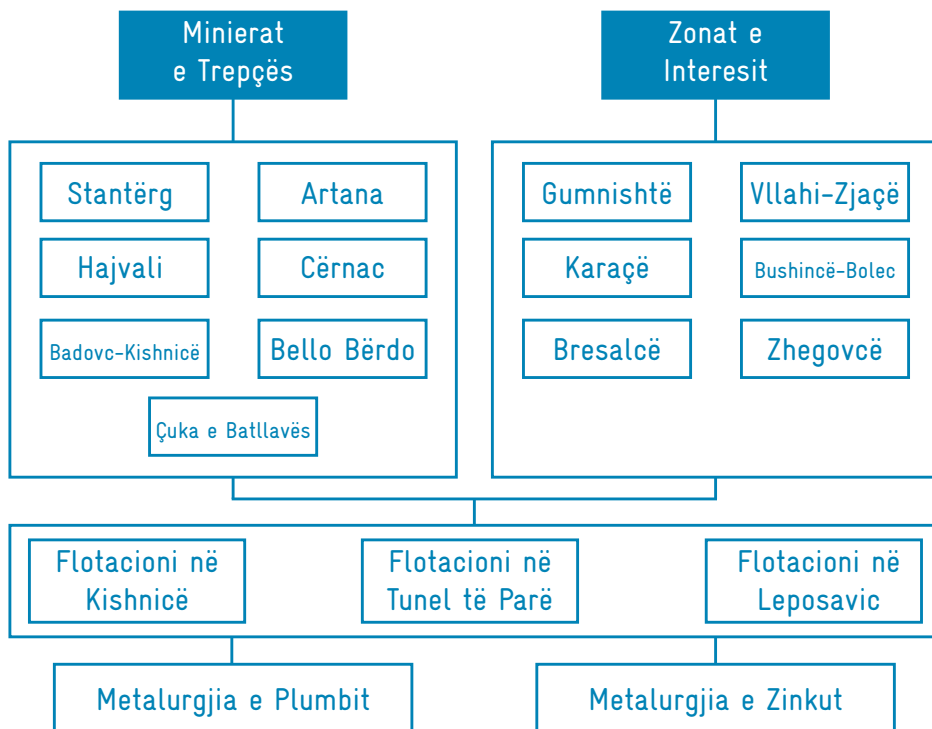 Minierat
e Trepçës
Zonat e
Interesit
Stantërg
Artana
Hajvali
Cërnac
Badovc-Kishnicë
Bello Bërdo
Çuka e Batllavës
Gumnishtë
Vllahi-Zjaçë
Karaçë
Bushincë-Bolec
Bresalcë
Zhegovcë
Flotacioni në
Kishnicë
Flotacioni në
Tunel të Parë
Flotacioni në
Leposavic
Metalurgjia e Plumbit
Metalurgjia e Zinkut